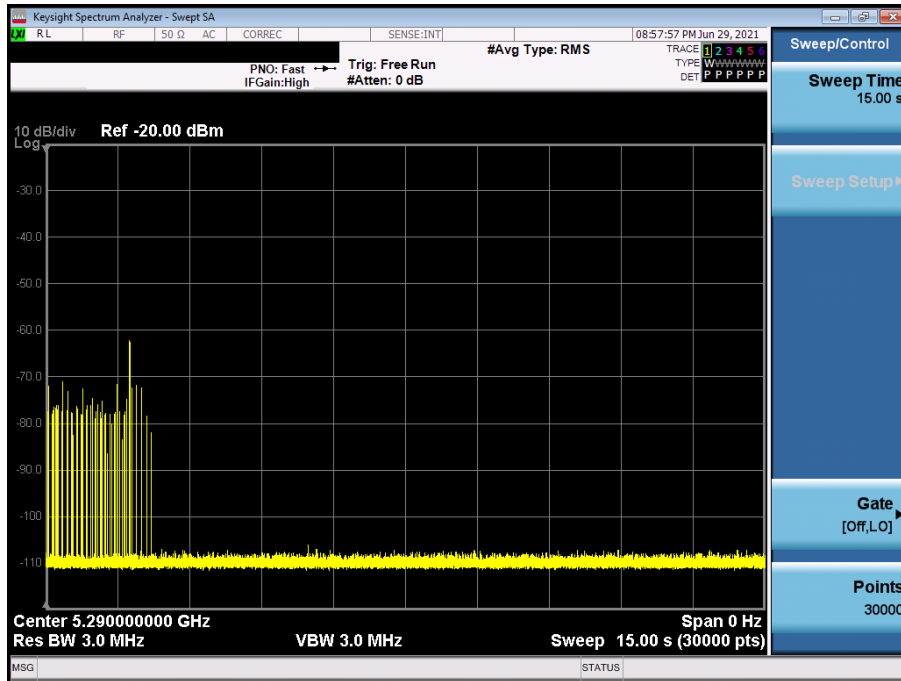 Keysight Spectrum Analyzer - Swept SA
LXI RL RF 50 Ω AC CORREC SENSE:INT 08:57:57 PM Jun 29, 2021
#Avg Type: RMS
TRACE 1 2 3 4 5 6
PNO: Fast Trig: Free Run
TYPE WWWWWW
IFGain:High #Atten: 0 dB
DET P P P P P P
Sweep/Control
Sweep Time
15.00 s
10 dB/div Ref -20.00 dBm
Log
Sweep Setup
-30.0
-40.0
-50.0
-60.0
-70.0
-80.0
-90.0
-100
-110
Gate
[Off,LO]
Points
30000
Center 5.290000000 GHz Span 0 Hz
Res BW 3.0 MHz VBW 3.0 MHz Sweep 15.00 s (30000 pts)
MSG STATUS